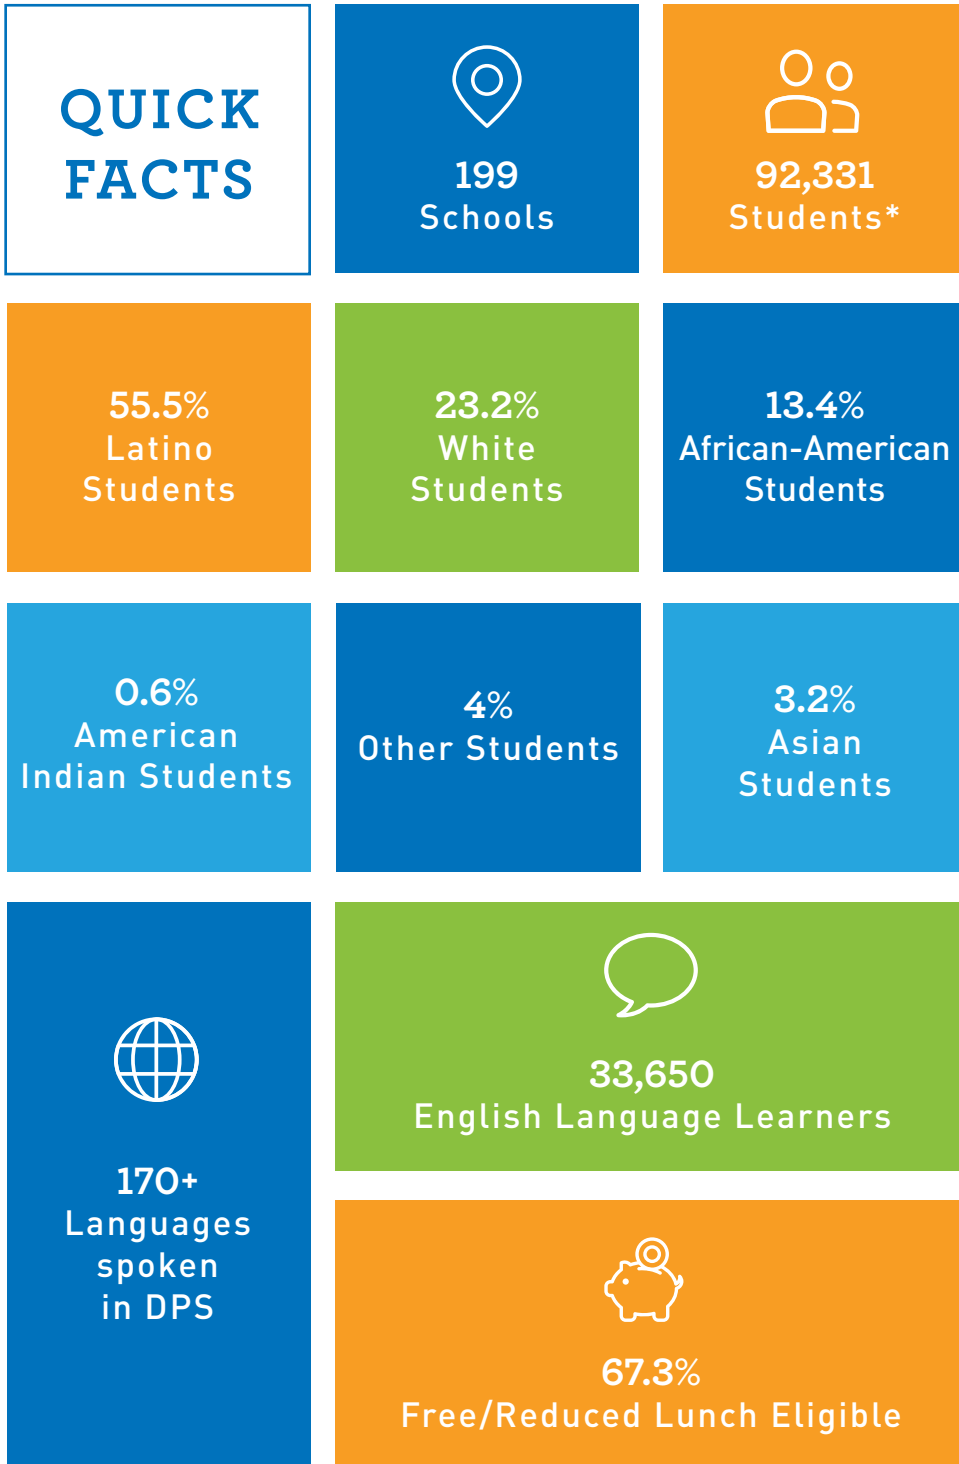 QUICK
FACTS
199
Schools
92,331
Students*
55.5%
Latino
Students
23.2%
White
Students
13.4%
African-American
Students
0.6%
American
Indian Students
4%
Other Students
3.2%
Asian
Students
170+
Languages
spoken
in DPS
33,650
English Language Learners
67.3%
Free/Reduced Lunch Eligible